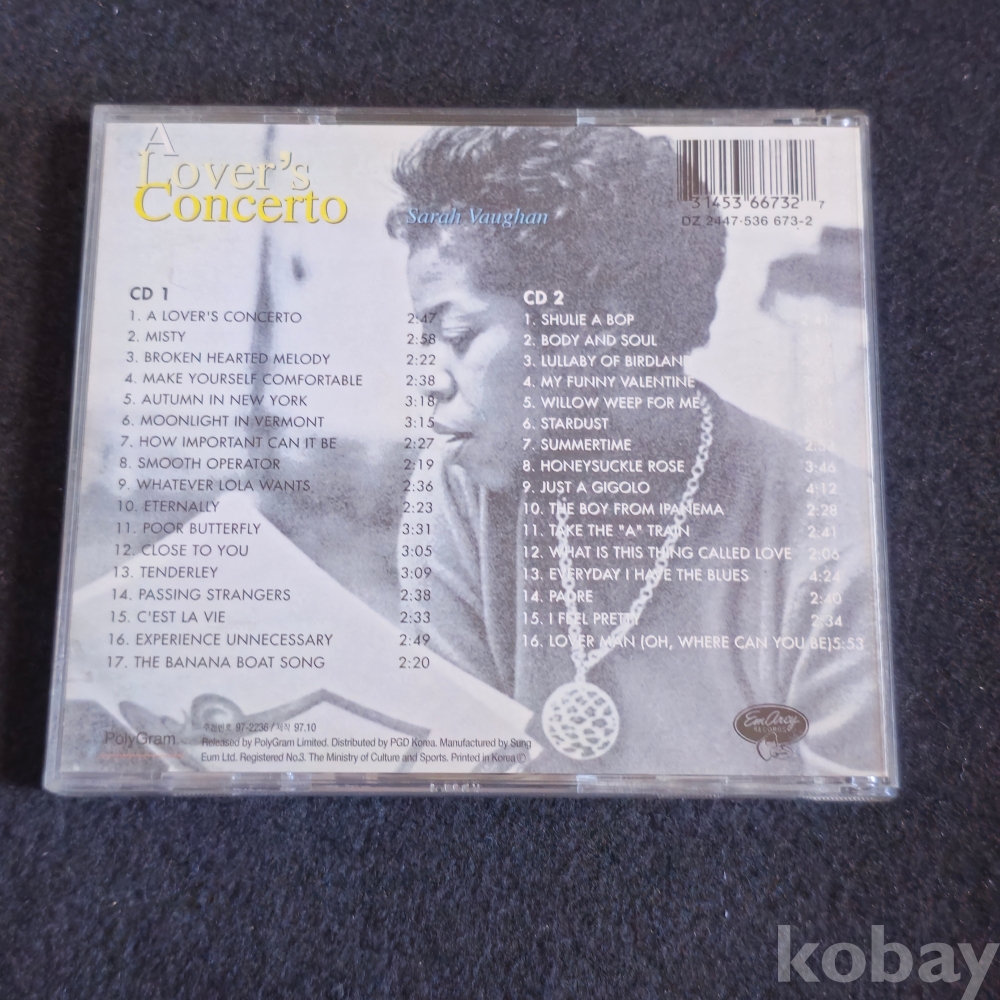 A
Lover's
Concerto
Sarah Vaughan
31453 66732 7
DZ 2447-536 673-2
CD 1
1. A LOVER'S CONCERTO 2:47
2. MISTY 2:58
3. BROKEN HEARTED MELODY 2:22
4. MAKE YOURSELF COMFORTABLE 2:38
5. AUTUMN IN NEW YORK 3:18
6. MOONLIGHT IN VERMONT 3:15
7. HOW IMPORTANT CAN IT BE 2:27
8. SMOOTH OPERATOR 2:19
9. WHATEVER LOLA WANTS 2:36
10. ETERNALLY 2:23
11. POOR BUTTERFLY 3:31
12. CLOSE TO YOU 3:05
13. TENDERLEY 3:09
14. PASSING STRANGERS 2:38
15. C'EST LA VIE 2:33
16. EXPERIENCE UNNECESSARY 2:49
17. THE BANANA BOAT SONG 2:20
CD 2
1. SHULIE A BOP
2. BODY AND SOUL
3. LULLABY OF BIRDLAND
4. MY FUNNY VALENTINE
5. WILLOW WEEP FOR ME
6. STARDUST
7. SUMMERTIME
8. HONEYSUCKLE ROSE 3:46
9. JUST A GIGOLO 4:12
10. THE BOY FROM IPANEMA 2:28
11. TAKE THE "A" TRAIN 2:41
12. WHAT IS THIS THING CALLED LOVE 2:06
13. EVERYDAY I HAVE THE BLUES 4:24
14. PADRE 2:40
15. I FEEL PRETTY 2:34
16. LOVER MAN (OH, WHERE CAN YOU BE)5:53
PolyGram
97-2236 / 제작 97.10
Released by PolyGram Limited. Distributed by PGD Korea. Manufactured by Sung
Eum Ltd. Registered No.3. The Ministry of Culture and Sports. Printed in Korea Ⓟ
EmArcy
RECORDS
kobay